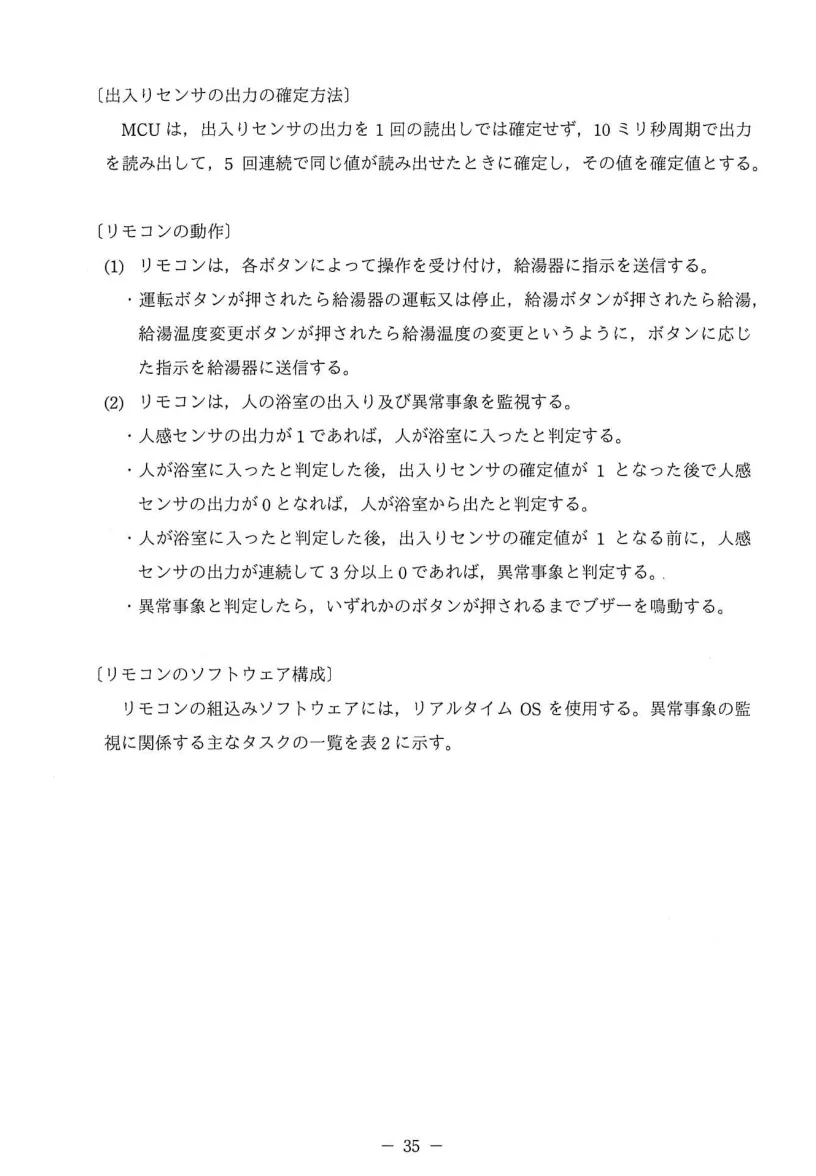 〔出入りセンサの出力の確定方法〕
MCU は，出入りセンサの出力を 1 回の読出しでは確定せず，10 ミリ秒周期で出力
を読み出して，5 回連続で同じ値が読み出せたときに確定し，その値を確定値とする。
〔リモコンの動作〕
(1) リモコンは，各ボタンによって操作を受け付け，給湯器に指示を送信する。
・運転ボタンが押されたら給湯器の運転又は停止，給湯ボタンが押されたら給湯，
給湯温度変更ボタンが押されたら給湯温度の変更というように，ボタンに応じ
た指示を給湯器に送信する。
(2) リモコンは，人の浴室の出入り及び異常事象を監視する。
・人感センサの出力が 1 であれば，人が浴室に入ったと判定する。
・人が浴室に入ったと判定した後，出入りセンサの確定値が 1 となった後で人感
センサの出力が 0 となれば，人が浴室から出たと判定する。
・人が浴室に入ったと判定した後，出入りセンサの確定値が 1 となる前に，人感
センサの出力が連続して 3 分以上 0 であれば，異常事象と判定する。
・異常事象と判定したら，いずれかのボタンが押されるまでブザーを鳴動する。
〔リモコンのソフトウェア構成〕
リモコンの組込みソフトウェアには，リアルタイム OS を使用する。異常事象の監
視に関係する主なタスクの一覧を表 2 に示す。
－ 35 －